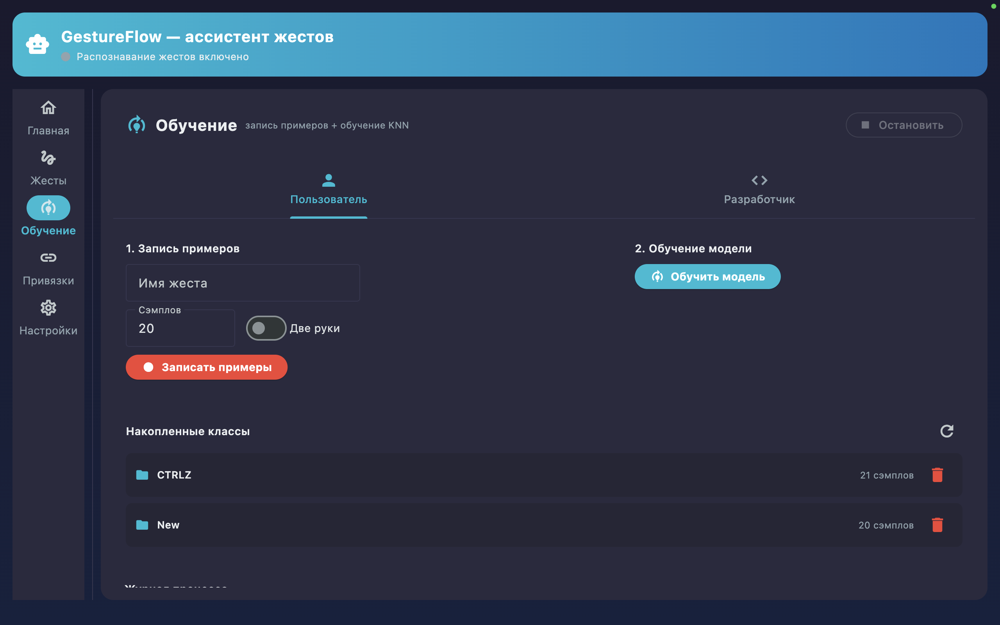 GestureFlow — ассистент жестов
Распознавание жестов включено
Главная
Жесты
Обучение
Привязки
Настройки
Обучение запись примеров + обучение KNN
Остановить
Пользователь
Разработчик
1. Запись примеров
Имя жеста
Сэмплов
20
Две руки
Записать примеры
2. Обучение модели
Обучить модель
Накопленные классы
CTRLZ 21 сэмплов
New 20 сэмплов